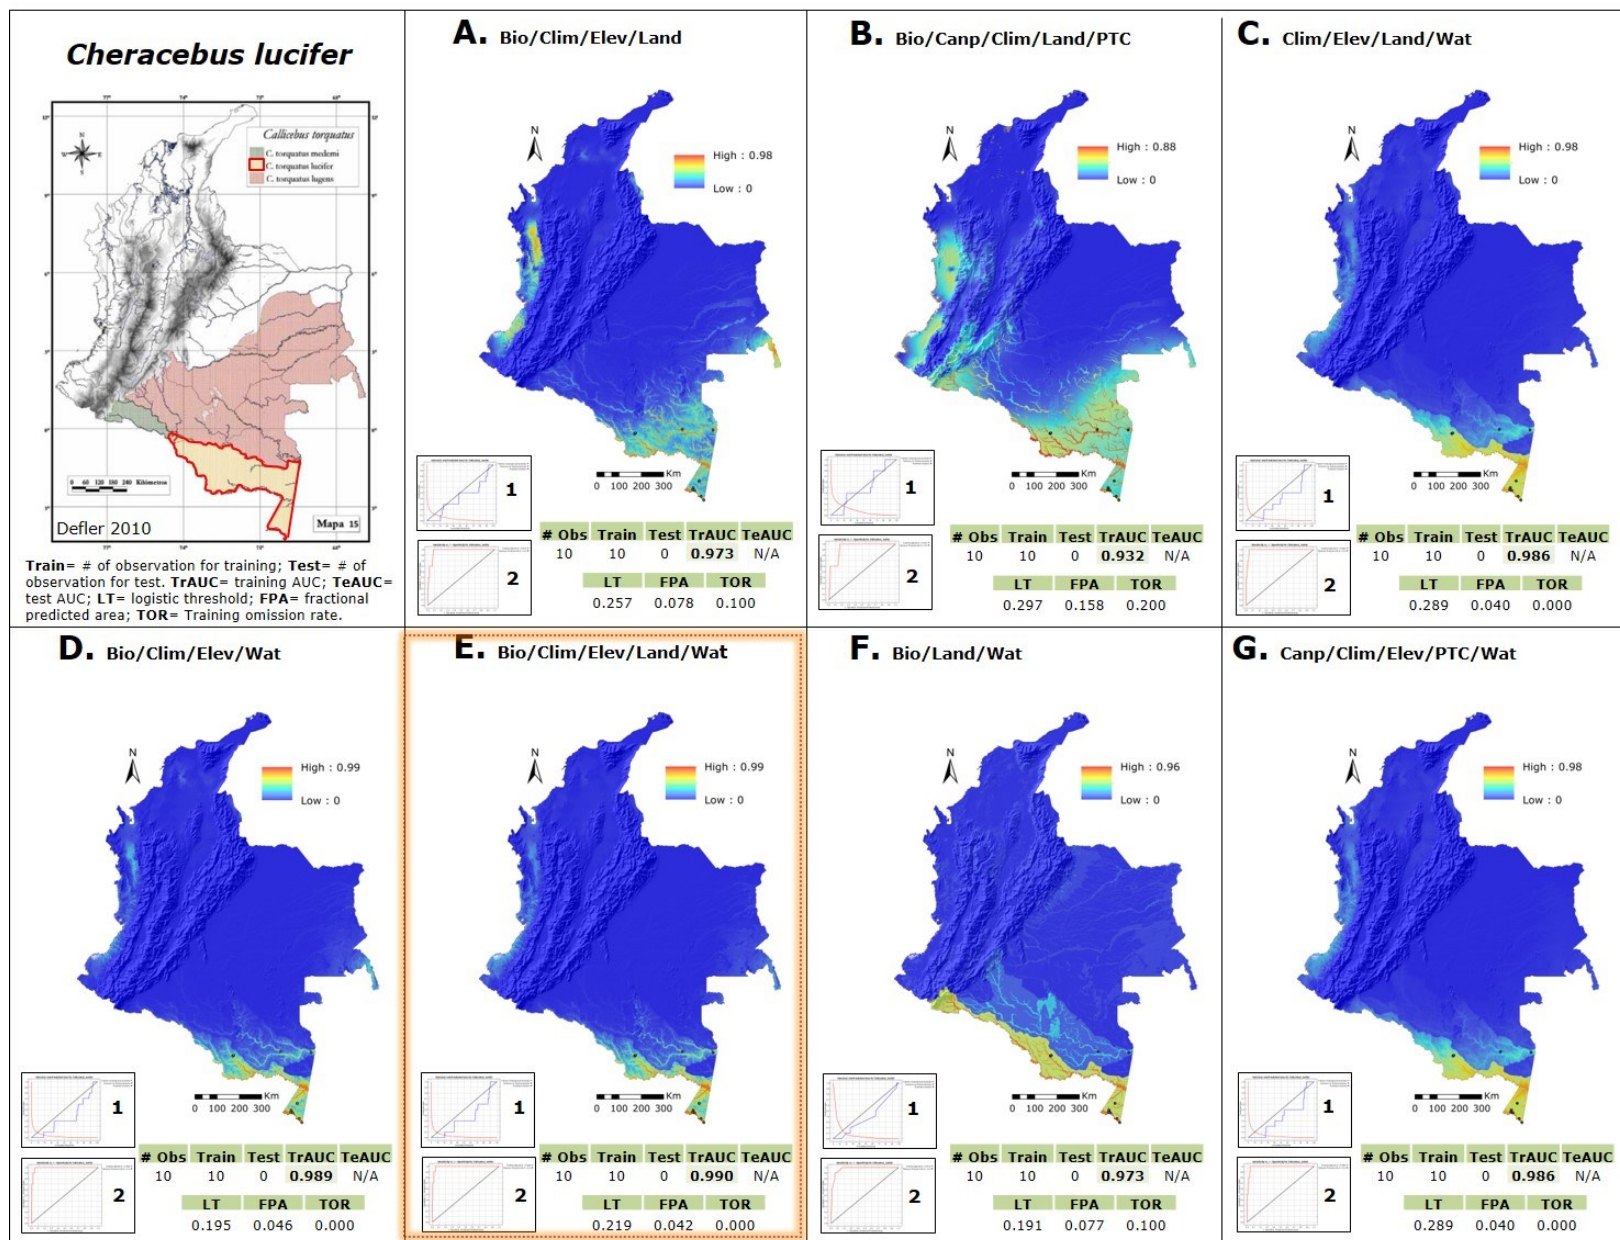 Cheracebus lucifer
Callicebus torquatus
C. torquatus medemi
C. torquatus lucifer
C. torquatus lugens
N
W
E
S
0 60 120 180 240 Kilómetros
Defler 2010
Mapa 15
Train= # of observation for training; Test= # of
observation for test. TrAUC= training AUC; TeAUC=
test AUC; LT= logistic threshold; FPA= fractional
predicted area; TOR= Training omission rate.
A. Bio/Clim/Elev/Land
N
High : 0.98
Low : 0
Km
0 100 200 300
1
2
# Obs Train Test TrAUC TeAUC
10 10 0 0.973 N/A
LT FPA TOR
0.257 0.078 0.100
B. Bio/Canp/Clim/Land/PTC
N
High : 0.88
Low : 0
Km
0 100 200 300
1
2
# Obs Train Test TrAUC TeAUC
10 10 0 0.932 N/A
LT FPA TOR
0.297 0.158 0.200
C. Clim/Elev/Land/Wat
N
High : 0.98
Low : 0
Km
0 100 200 300
1
2
# Obs Train Test TrAUC TeAUC
10 10 0 0.986 N/A
LT FPA TOR
0.289 0.040 0.000
D. Bio/Clim/Elev/Wat
N
High : 0.99
Low : 0
Km
0 100 200 300
1
2
# Obs Train Test TrAUC TeAUC
10 10 0 0.989 N/A
LT FPA TOR
0.195 0.046 0.000
E. Bio/Clim/Elev/Land/Wat
N
High : 0.99
Low : 0
Km
0 100 200 300
1
2
# Obs Train Test TrAUC TeAUC
10 10 0 0.990 N/A
LT FPA TOR
0.219 0.042 0.000
F. Bio/Land/Wat
N
High : 0.96
Low : 0
Km
0 100 200 300
1
2
# Obs Train Test TrAUC TeAUC
10 10 0 0.973 N/A
LT FPA TOR
0.191 0.077 0.100
G. Canp/Clim/Elev/PTC/Wat
N
High : 0.98
Low : 0
Km
0 100 200 300
1
2
# Obs Train Test TrAUC TeAUC
10 10 0 0.986 N/A
LT FPA TOR
0.289 0.040 0.000